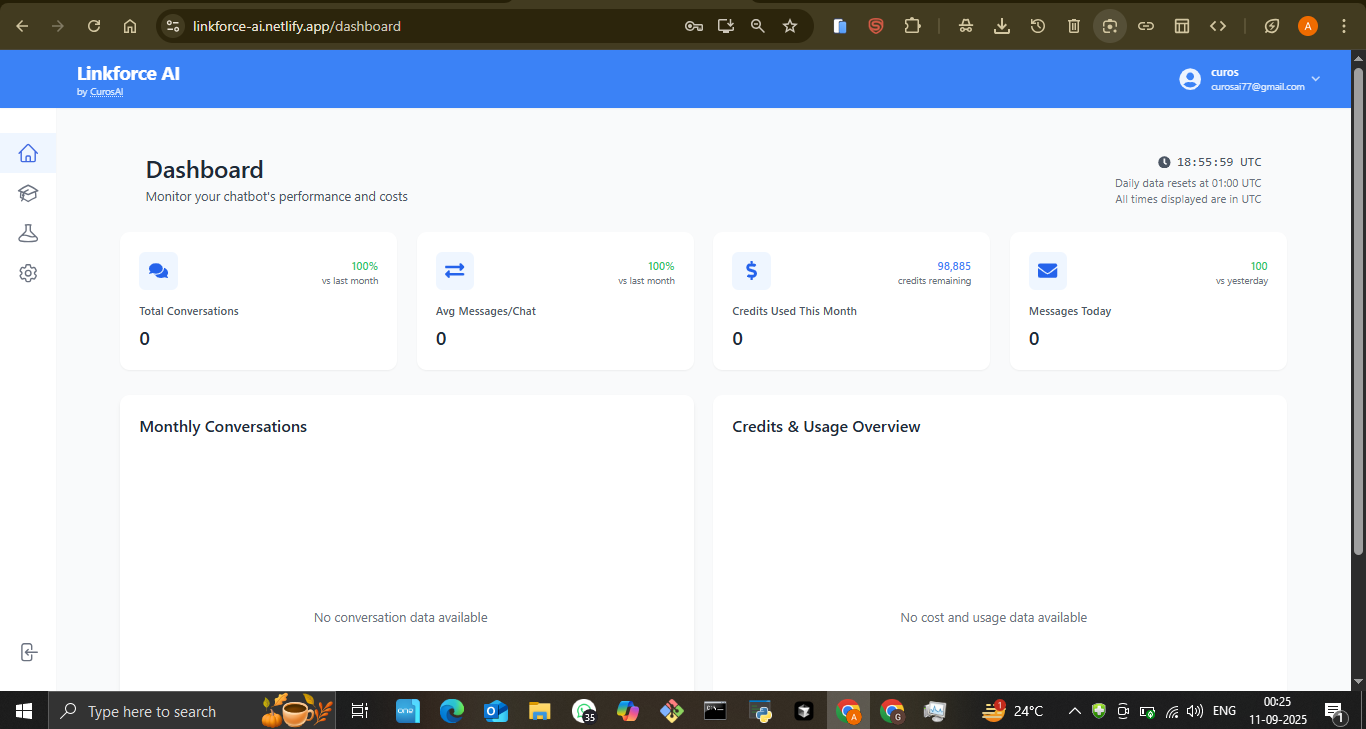 linkforce-ai.netlify.app/dashboard
A
Linkforce AI
by CurosAI
curos
curosai77@gmail.com
Dashboard
Monitor your chatbot's performance and costs
18:55:59 UTC
Daily data resets at 01:00 UTC
All times displayed are in UTC
100%
vs last month
Total Conversations
0
100%
vs last month
Avg Messages/Chat
0
$
98,885
credits remaining
Credits Used This Month
0
100
vs yesterday
Messages Today
0
Monthly Conversations
No conversation data available
Credits & Usage Overview
No cost and usage data available
Type here to search
one
35
A
G
1
24°C
ENG
00:25
11-09-2025
1